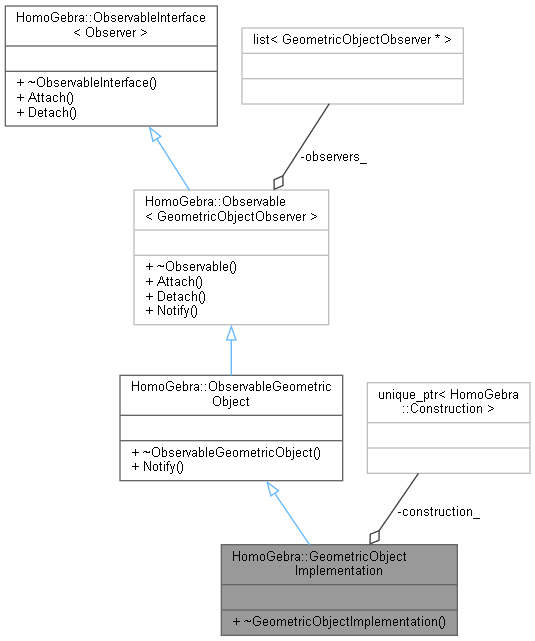 HomoGebra::ObservableInterface
< Observer >
+ ~ObservableInterface()
+ Attach()
+ Detach()
list< GeometricObjectObserver * >
-observers_
HomoGebra::Observable
< GeometricObjectObserver >
+ ~Observable()
+ Attach()
+ Detach()
+ Notify()
HomoGebra::ObservableGeometric
Object
+ ~ObservableGeometricObject()
+ Notify()
unique_ptr< HomoGebra
::Construction >
-construction_
HomoGebra::GeometricObject
Implementation
+ ~GeometricObjectImplementation()